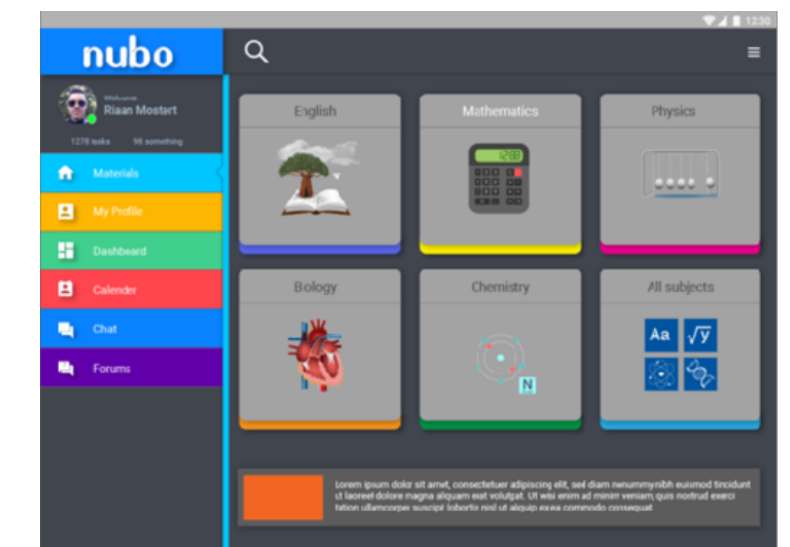 12:30
nubo
Welcome
Riaan Mostert
1278 tasks 98 something
Materials
My Profile
Dashboard
Calender
Chat
Forums
English
Mathematics
1288
Physics
Biology
Chemistry
N
All subjects
Aa √y
Lorem ipsum dolor sit amet, consectetuer adipiscing elit, sed diam nonummy nibh euismod tincidunt
ut laoreet dolore magna aliquam erat volutpat. Ut wisi enim ad minim veniam, quis nostrud exerci
tation ullamcorper suscipit lobortis nisl ut aliquip ex ea commodo consequat